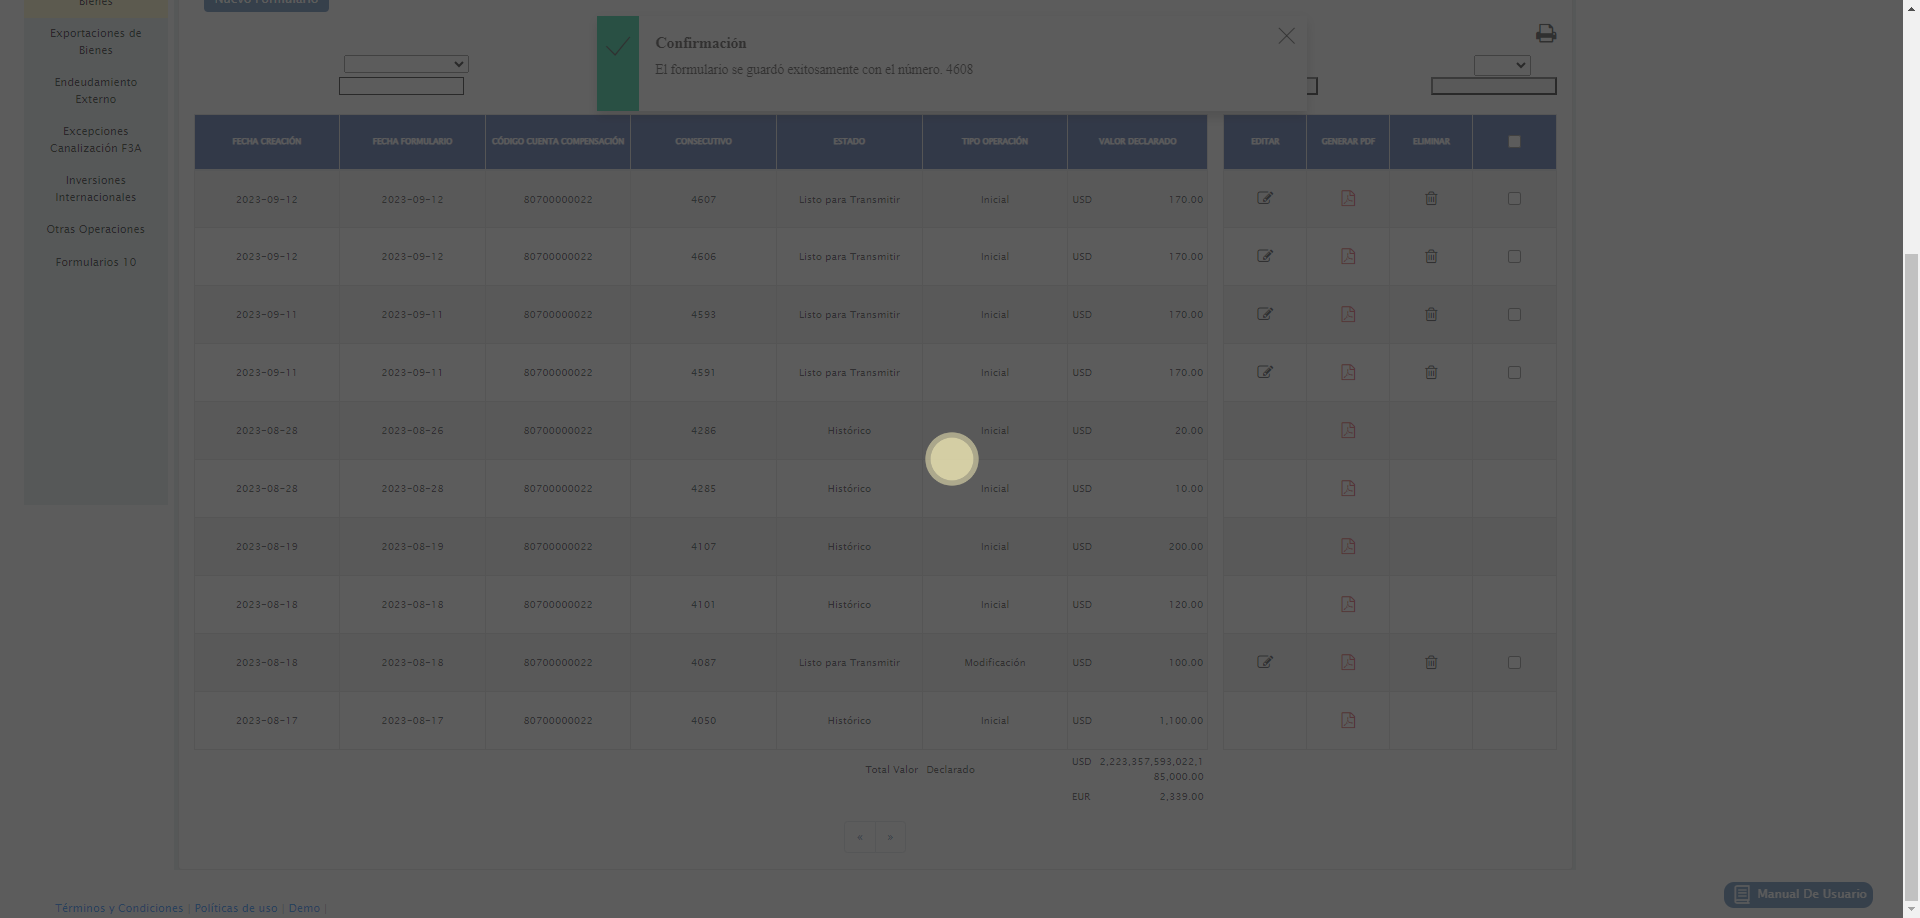 Bienes
Nuevo Formulario
Exportaciones de
Bienes
Endeudamiento
Externo
Excepciones
Canalización F3A
Inversiones
Internacionales
Otras Operaciones
Formularios 10
Confirmación
El formulario se guardó exitosamente con el número. 4608
FECHA CREACIÓN FECHA FORMULARIO CÓDIGO CUENTA COMPENSACIÓN CONSECUTIVO ESTADO TIPO OPERACIÓN VALOR DECLARADO EDITAR GENERAR PDF ELIMINAR
2023-09-12 2023-09-12 80700000022 4607 Listo para Transmitir Inicial USD 170.00
2023-09-12 2023-09-12 80700000022 4606 Listo para Transmitir Inicial USD 170.00
2023-09-11 2023-09-11 80700000022 4593 Listo para Transmitir Inicial USD 170.00
2023-09-11 2023-09-11 80700000022 4591 Listo para Transmitir Inicial USD 170.00
2023-08-28 2023-08-26 80700000022 4286 Histórico Inicial USD 20.00
2023-08-28 2023-08-28 80700000022 4285 Histórico Inicial USD 10.00
2023-08-19 2023-08-19 80700000022 4107 Histórico Inicial USD 200.00
2023-08-18 2023-08-18 80700000022 4101 Histórico Inicial USD 120.00
2023-08-18 2023-08-18 80700000022 4087 Listo para Transmitir Modificación USD 100.00
2023-08-17 2023-08-17 80700000022 4050 Histórico Inicial USD 1,100.00
Total Valor Declarado USD 2,223,357,593,022,1
85,000.00
EUR 2,339.00
« »
Manual De Usuario
Términos y Condiciones | Políticas de uso | Demo |